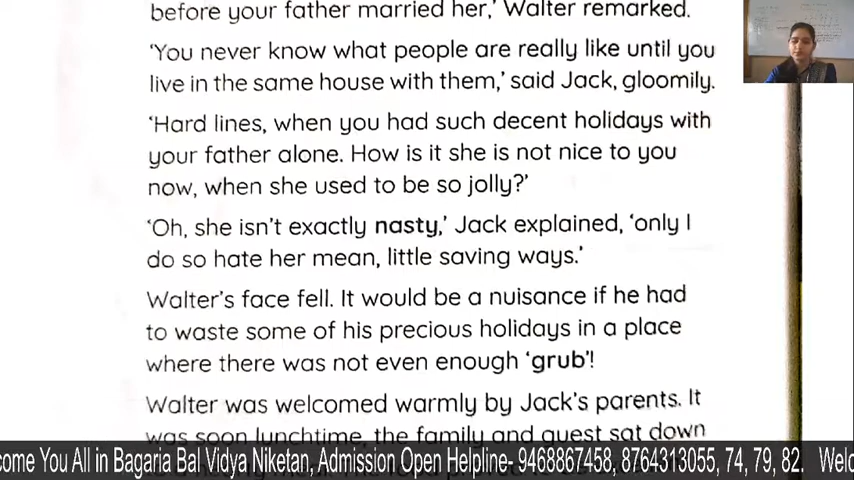 before your father married her,' Walter remarked.
'You never know what people are really like until you
live in the same house with them,' said Jack, gloomily.
'Hard lines, when you had such decent holidays with
your father alone. How is it she is not nice to you
now, when she used to be so jolly?'
'Oh, she isn't exactly nasty,' Jack explained, 'only I
do so hate her mean, little saving ways.'
Walter's face fell. It would be a nuisance if he had
to waste some of his precious holidays in a place
where there was not even enough 'grub'!
Walter was welcomed warmly by Jack's parents. It
was soon lunchtime, the family and guest sat down
come You All in Bagaria Bal Vidya Niketan, Admission Open Helpline- 9468867458, 8764313055, 74, 79, 82. Welc